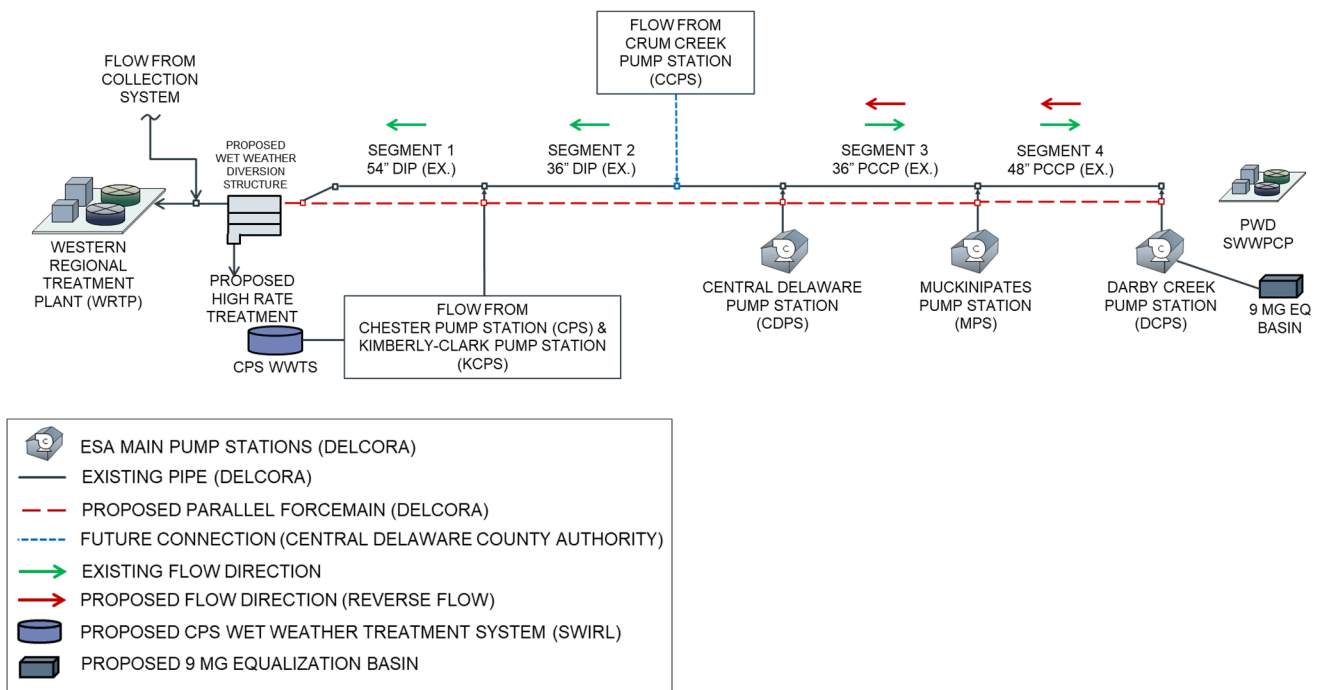 FLOW FROM
CRUM CREEK
PUMP STATION
(CCPS)
FLOW FROM
COLLECTION
SYSTEM
PROPOSED
WET WEATHER
DIVERSION
STRUCTURE
SEGMENT 1
54” DIP (EX.)
SEGMENT 2
36” DIP (EX.)
SEGMENT 3
36” PCCP (EX.)
SEGMENT 4
48” PCCP (EX.)
WESTERN
REGIONAL
TREATMENT
PLANT (WRTP)
PROPOSED
HIGH RATE
TREATMENT
CPS WWTS
FLOW FROM
CHESTER PUMP STATION (CPS) &
KIMBERLY-CLARK PUMP STATION
(KCPS)
C
CENTRAL DELAWARE
PUMP STATION
(CDPS)
C
MUCKINIPATES
PUMP STATION
(MPS)
C
DARBY CREEK
PUMP STATION
(DCPS)
PWD
SWWPCP
9 MG EQ
BASIN
C
ESA MAIN PUMP STATIONS (DELCORA)
EXISTING PIPE (DELCORA)
PROPOSED PARALLEL FORCEMAIN (DELCORA)
FUTURE CONNECTION (CENTRAL DELAWARE COUNTY AUTHORITY)
EXISTING FLOW DIRECTION
PROPOSED FLOW DIRECTION (REVERSE FLOW)
PROPOSED CPS WET WEATHER TREATMENT SYSTEM (SWIRL)
PROPOSED 9 MG EQUALIZATION BASIN